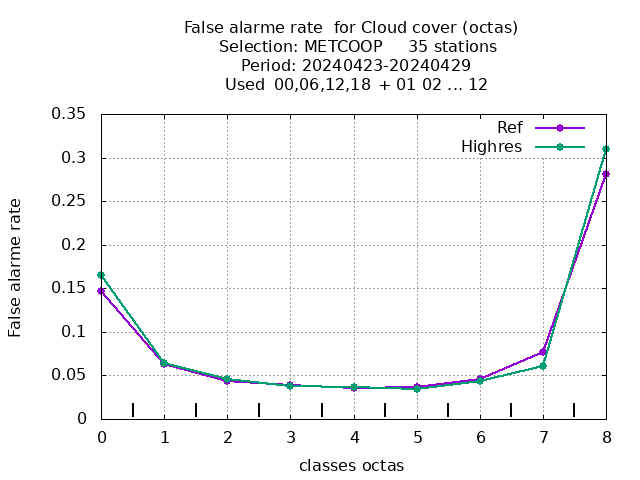 False alarme rate  for Cloud cover (octas)
Selection: METCOOP     35 stations
Period: 20240423-20240429
Used  00,06,12,18 + 01 02 ... 12
Ref
Highres
0.35
0.3
0.25
0.2
0.15
0.1
0.05
0
False alarme rate
0 1 2 3 4 5 6 7 8
classes octas